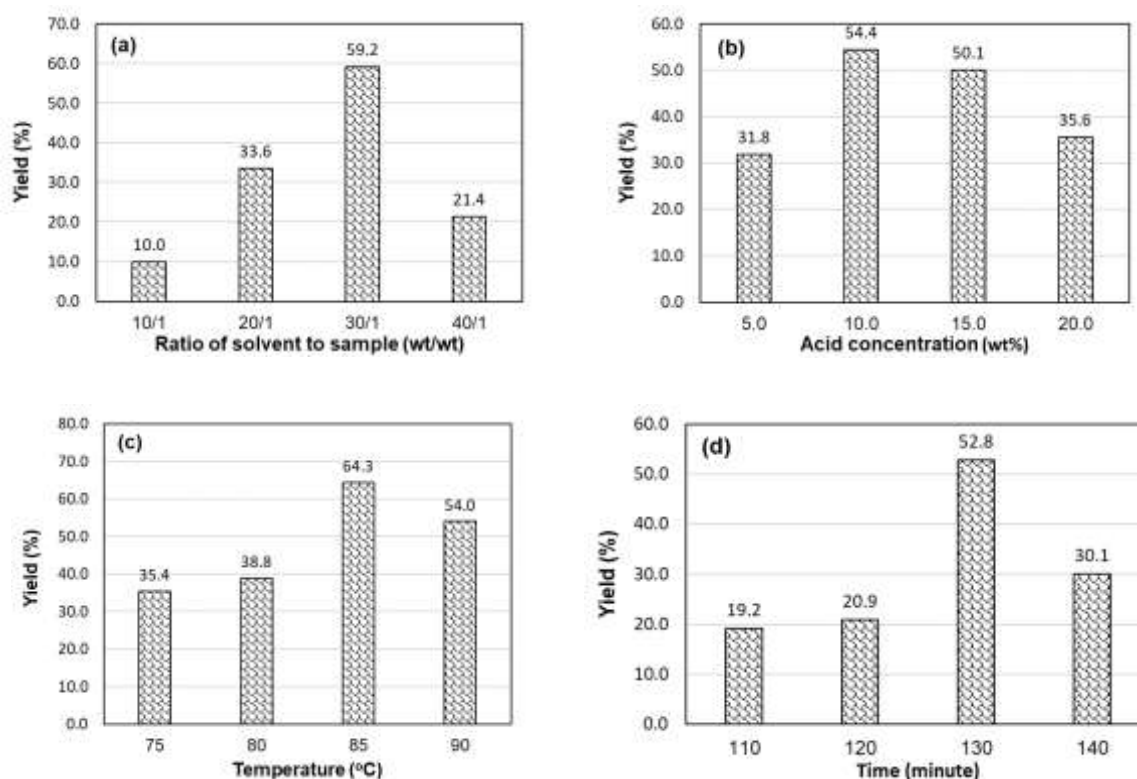 (a)
Yield (%)
70.0
60.0
50.0
40.0
30.0
20.0
10.0
0.0
10.0
33.6
59.2
21.4
10/1 20/1 30/1 40/1
Ratio of solvent to sample (wt/wt)
(b)
Yield (%)
60.0
50.0
40.0
30.0
20.0
10.0
0.0
31.8
54.4
50.1
35.6
5.0 10.0 15.0 20.0
Acid concentration (wt%)
(c)
Yield (%)
80.0
70.0
60.0
50.0
40.0
30.0
20.0
10.0
0.0
35.4
38.8
64.3
54.0
75 80 85 90
Temperature (°C)
(d)
Yield (%)
60.0
50.0
40.0
30.0
20.0
10.0
0.0
19.2
20.9
52.8
30.1
110 120 130 140
Time (minute)